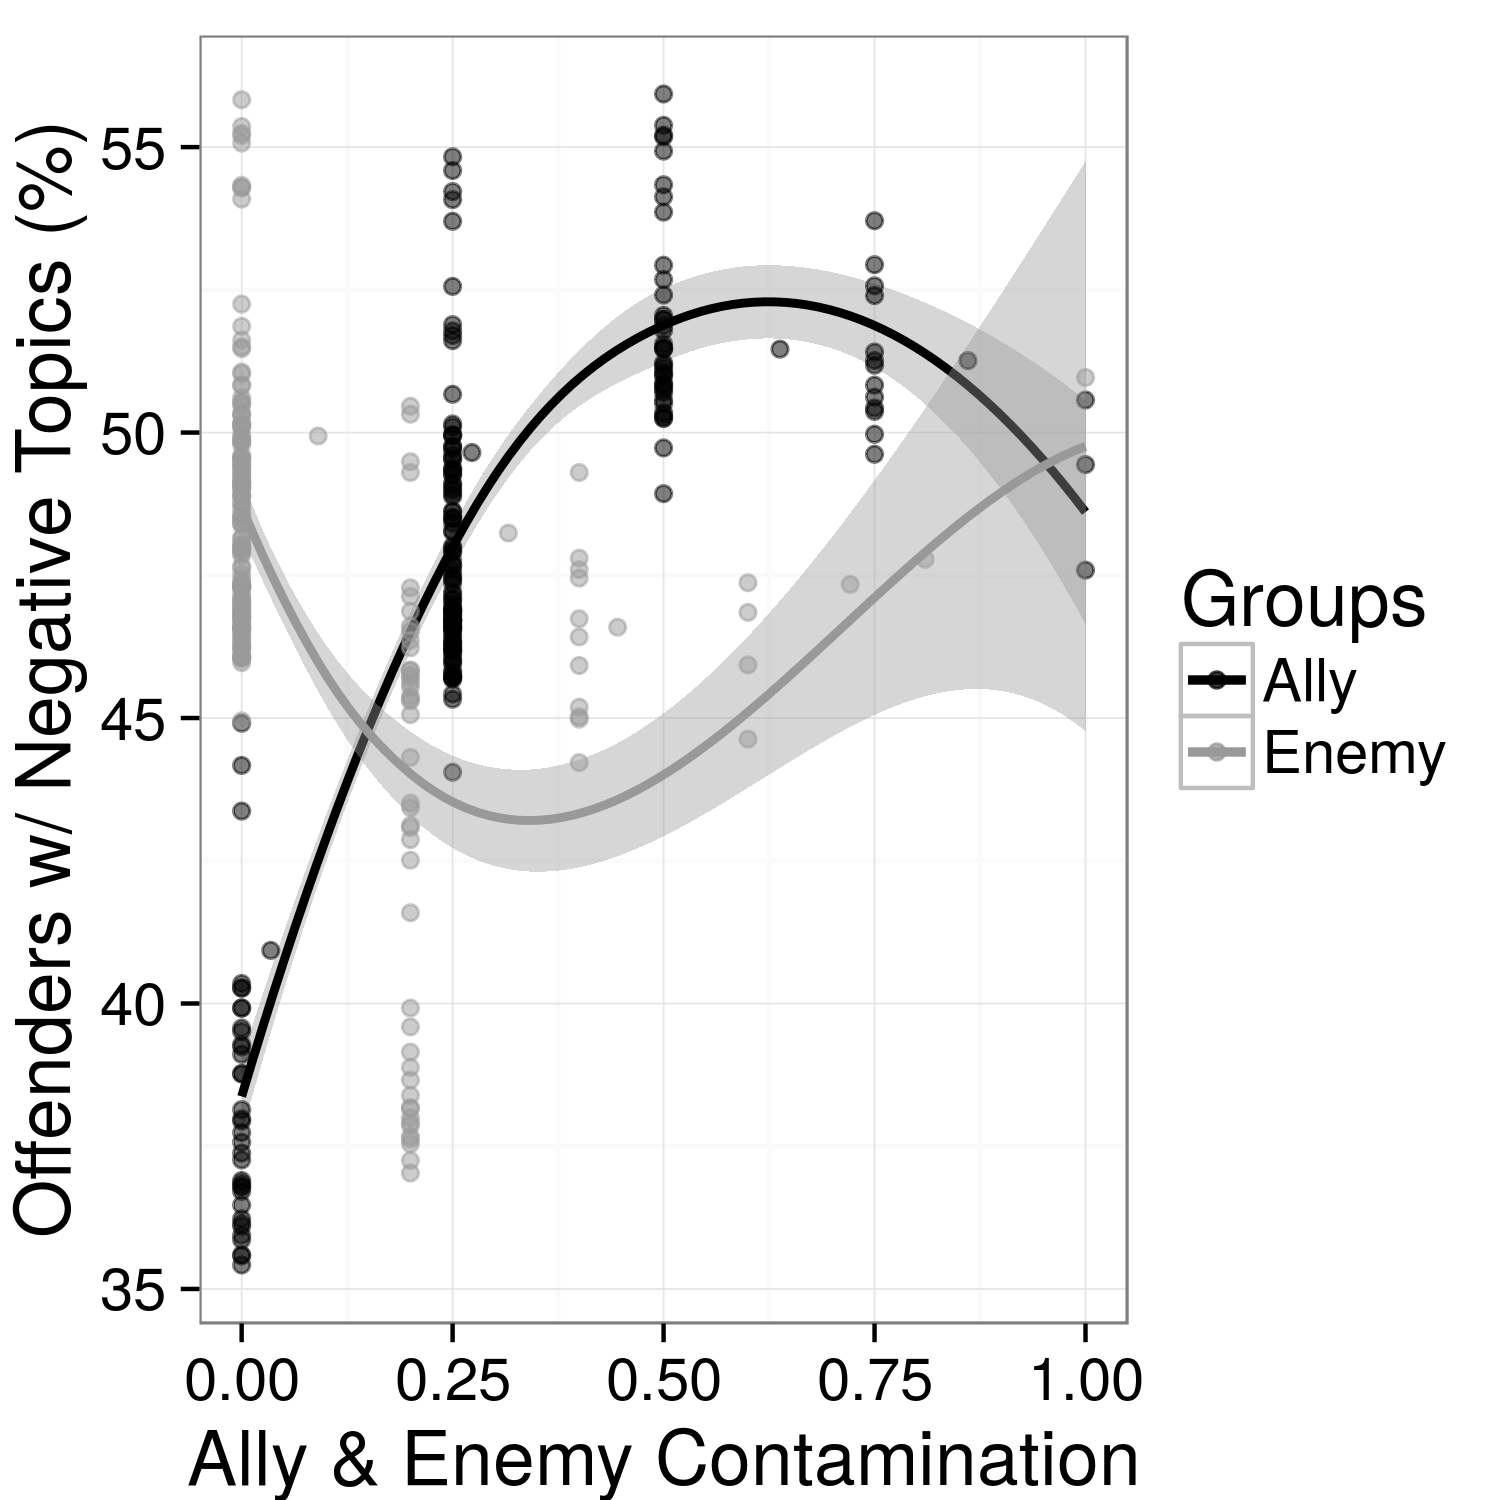 Offenders w/ Negative Topics (%)
55
50
45
40
35
0.00 0.25 0.50 0.75 1.00
Ally & Enemy Contamination
Groups
Ally
Enemy